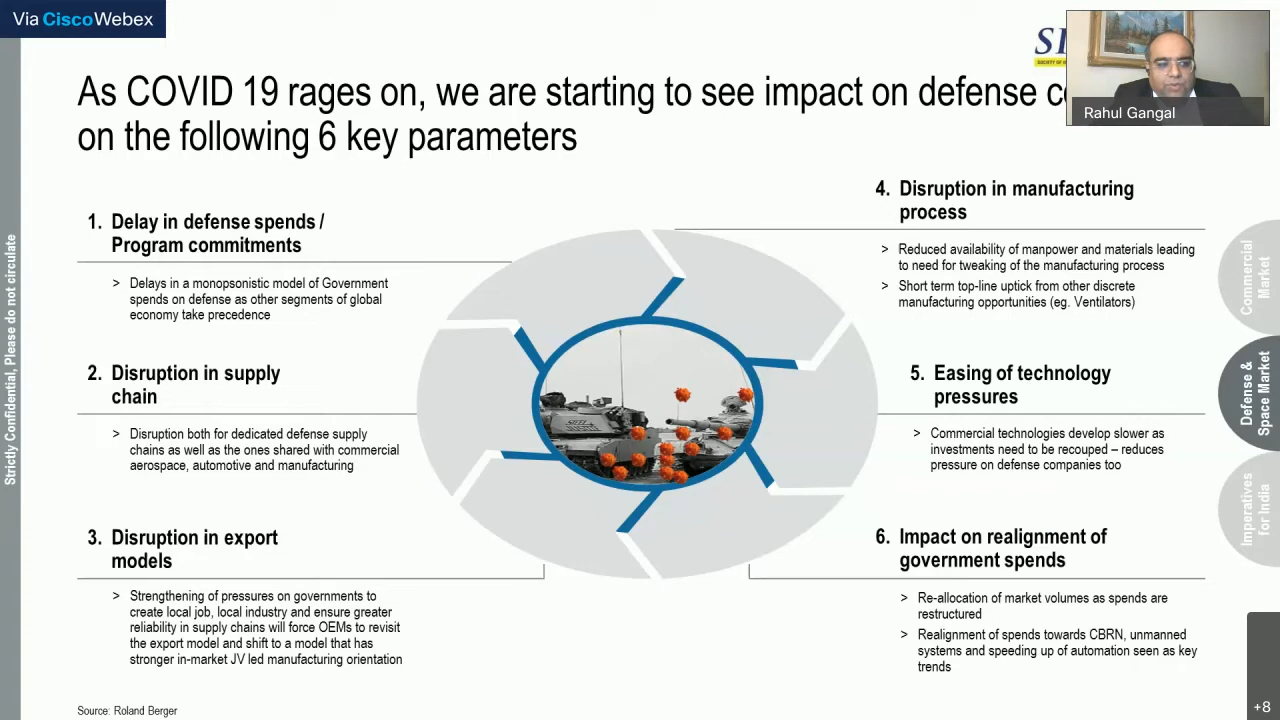 Via CiscoWebex
As COVID 19 rages on, we are starting to see impact on defense
on the following 6 key parameters
Rahul Gangal
1. Delay in defense spends /
Program commitments
> Delays in a monopsonistic model of Government
spends on defense as other segments of global
economy take precedence
2. Disruption in supply
chain
> Disruption both for dedicated defense supply
chains as well as the ones shared with commercial
aerospace, automotive and manufacturing
3. Disruption in export
models
> Strengthening of pressures on governments to
create local job, local industry and ensure greater
reliability in supply chains will force OEMs to revisit
the export model and shift to a model that has
stronger in-market JV led manufacturing orientation
4. Disruption in manufacturing
process
> Reduced availability of manpower and materials leading
to need for tweaking of the manufacturing process
> Short term top-line uptick from other discrete
manufacturing opportunities (eg. Ventilators)
5. Easing of technology
pressures
> Commercial technologies develop slower as
investments need to be recouped – reduces
pressure on defense companies too
6. Impact on realignment of
government spends
> Re-allocation of market volumes as spends are
restructured
> Realignment of spends towards CBRN, unmanned
systems and speeding up of automation seen as key
trends
Commercial
Market
Defense &
Space Market
Imperatives
for India
Strictly Confidential, Please do not circulate
Source: Roland Berger
+8